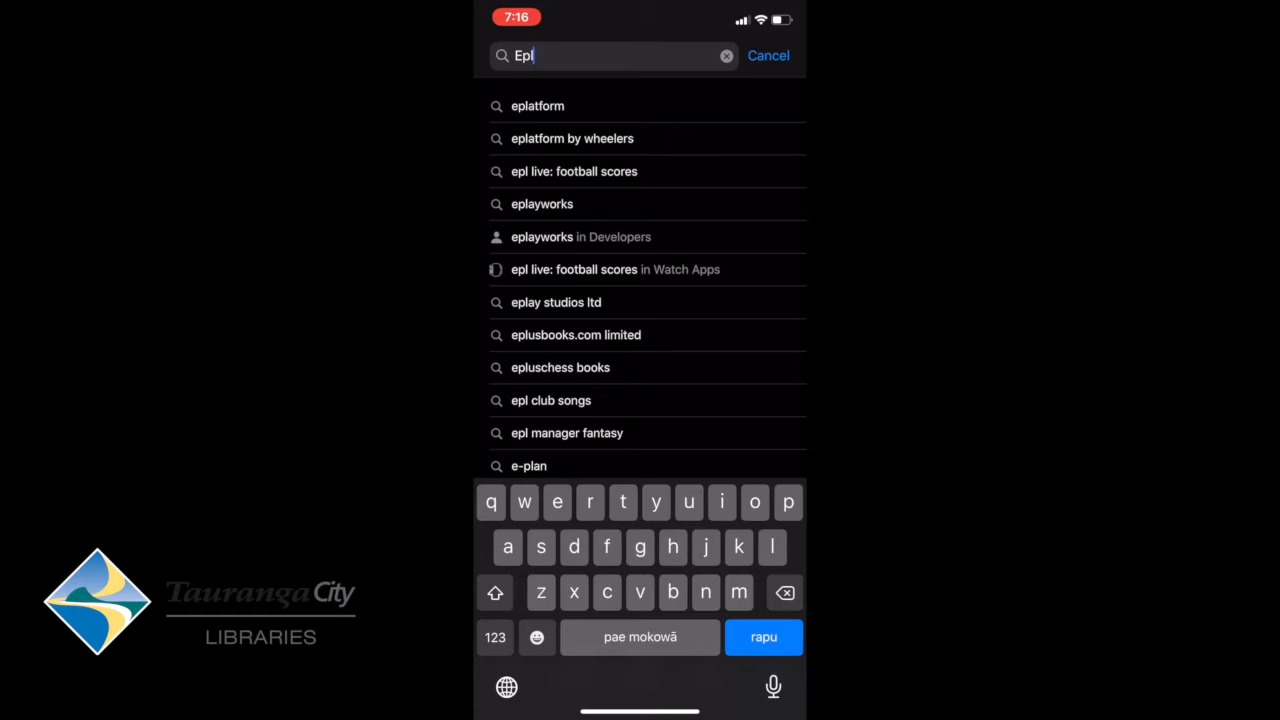 7:16
Epl
Cancel
eplatform
eplatform by wheelers
epl live: football scores
eplayworks
eplayworks in Developers
epl live: football scores in Watch Apps
eplay studios ltd
eplusbooks.com limited
epluschess books
epl club songs
epl manager fantasy
e-plan
q w e r t y u i o p
a s d f g h j k l
z x c v b n m
123 pae mokowā rapu
Tauranga City
LIBRARIES